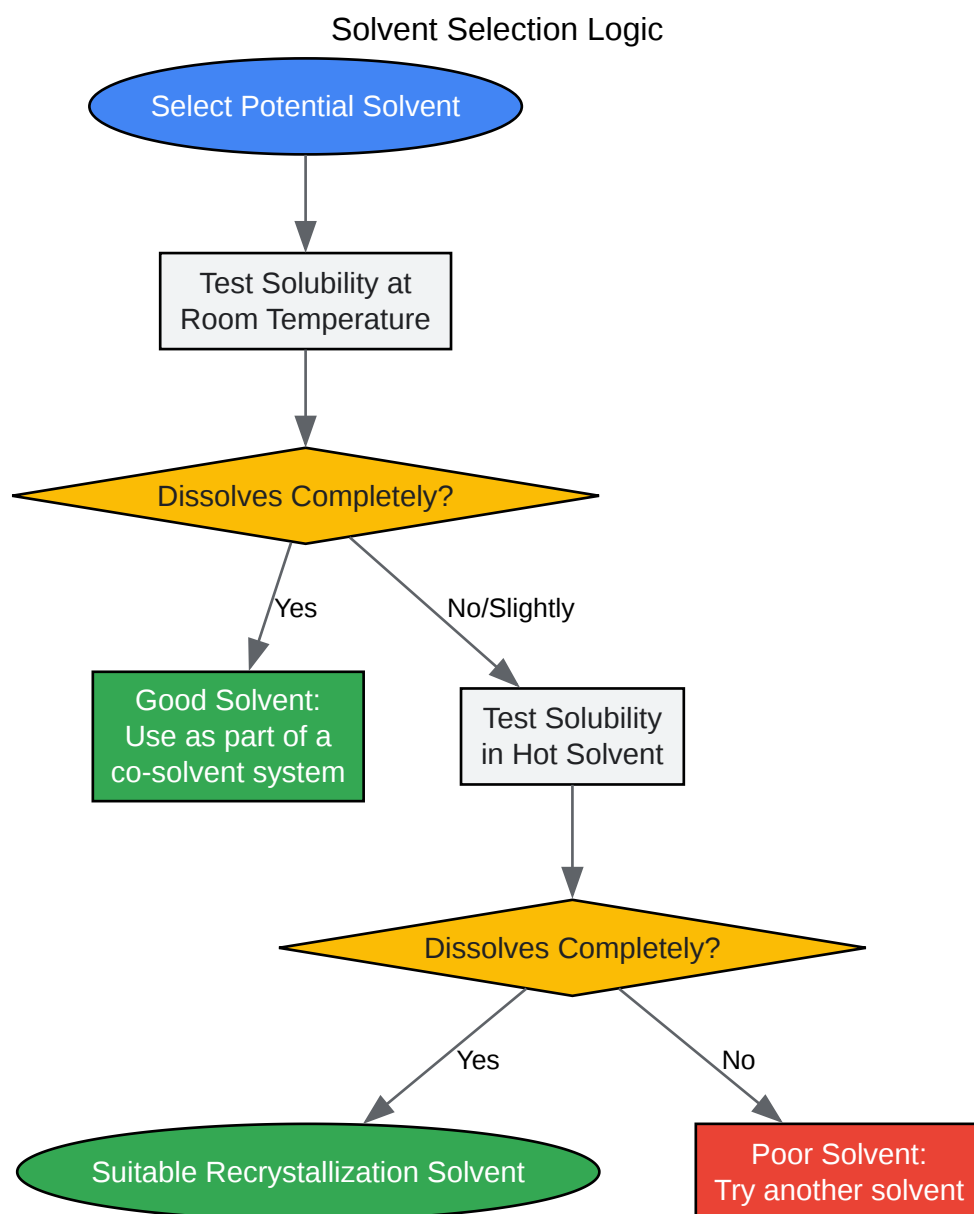 Solvent Selection Logic
Select Potential Solvent
Test Solubility at
Room Temperature
Dissolves Completely?
Yes
No/Slightly
Good Solvent:
Use as part of a
co-solvent system
Test Solubility
in Hot Solvent
Dissolves Completely?
Yes
No
Suitable Recrystallization Solvent
Poor Solvent:
Try another solvent